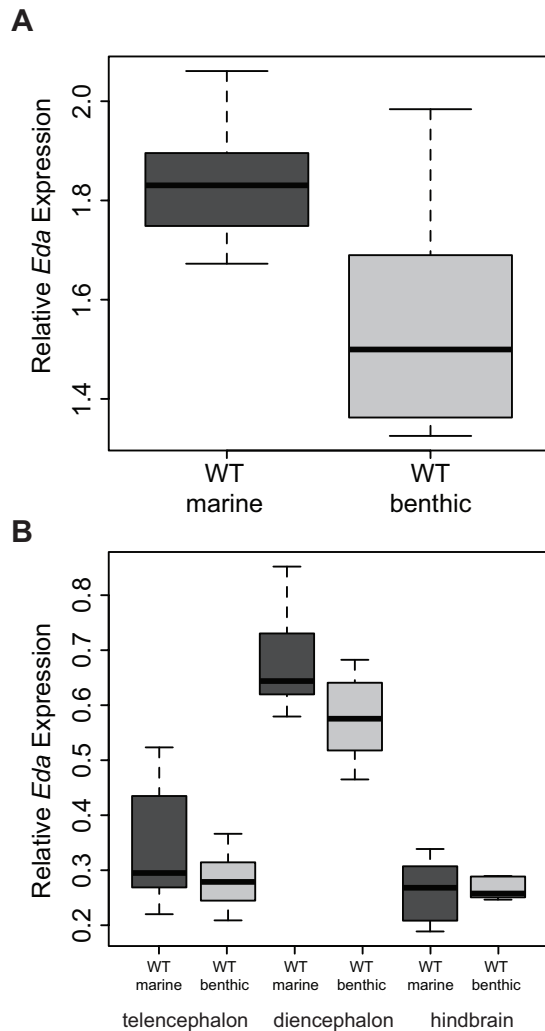 A
Relative Eda Expression
2.0
1.8
1.6
1.4
WT WT
marine benthic
B
Relative Eda Expression
0.8
0.7
0.6
0.5
0.4
0.3
0.2
WT WT WT WT WT WT
marine benthic marine benthic marine benthic
telencephalon diencephalon hindbrain